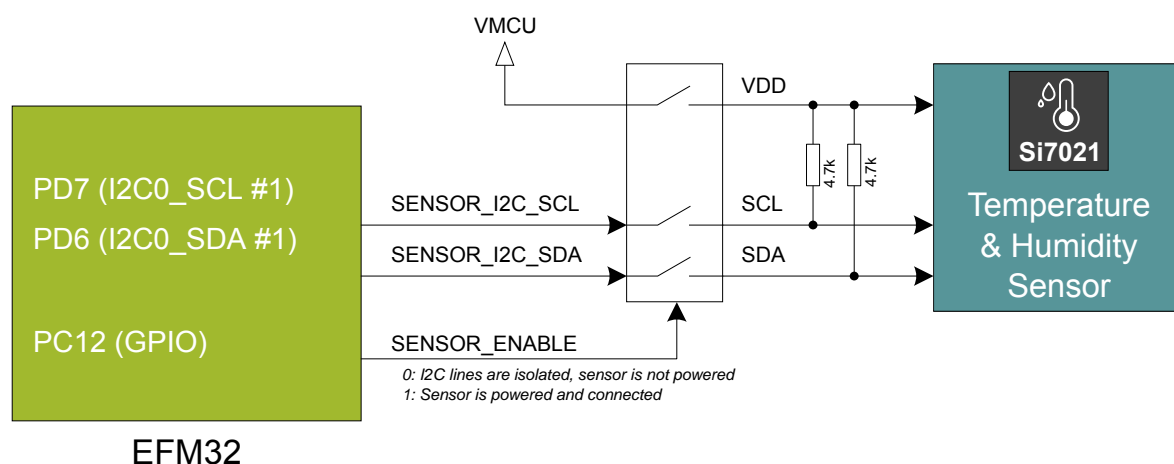 VMCU
VDD
Si7021
4.7k
4.7k
PD7 (I2C0_SCL #1)
SENSOR_I2C_SCL
SCL
Temperature
& Humidity
Sensor
PD6 (I2C0_SDA #1)
SENSOR_I2C_SDA
SDA
PC12 (GPIO)
SENSOR_ENABLE
0: I2C lines are isolated, sensor is not powered
1: Sensor is powered and connected
EFM32